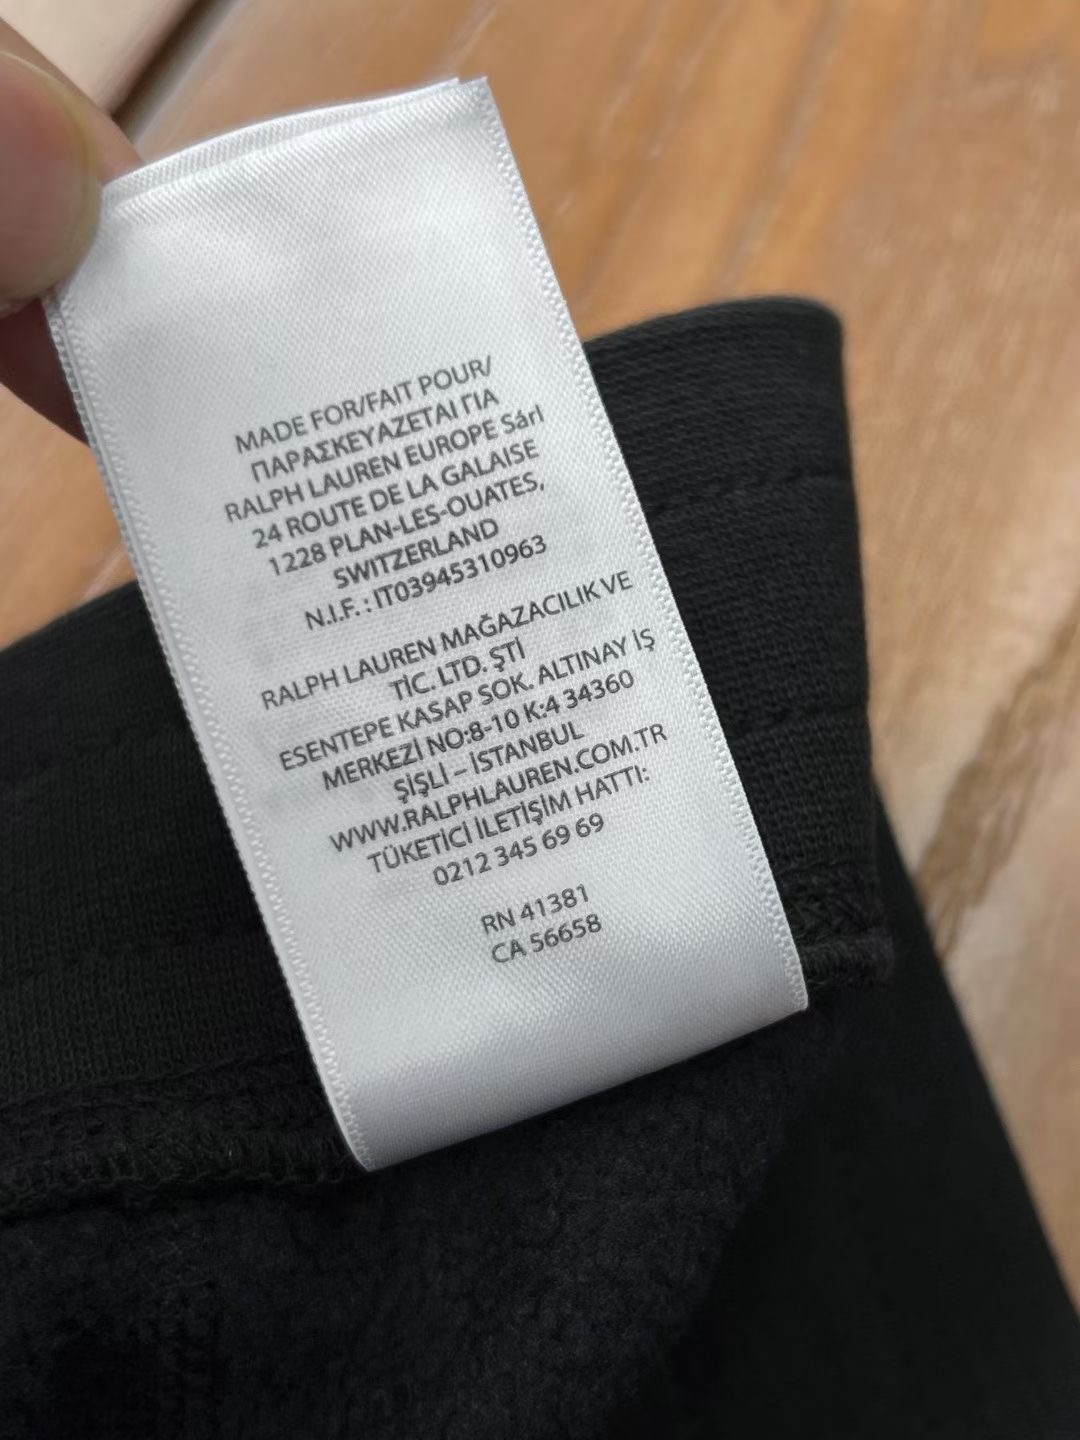 MADE FOR/FAIT POUR/
ΠΑΡΑΣΚΕΥΑΖΕΤΑΙ ΓΙΑ
RALPH LAUREN EUROPE Sárl
24 ROUTE DE LA GALAISE
1228 PLAN-LES-OUATES,
SWITZERLAND
N.I.F. : IT03945310963
RALPH LAUREN MAĞAZACILIK VE
TİC. LTD. ŞTİ
ESENTEPE KASAP SOK. ALTINAY İŞ
MERKEZİ NO:8-10 K:4 34360
ŞİŞLİ – İSTANBUL
WWW.RALPHLAUREN.COM.TR
TÜKETİCİ İLETİŞİM HATTI:
0212 345 69 69
RN 41381
CA 56658